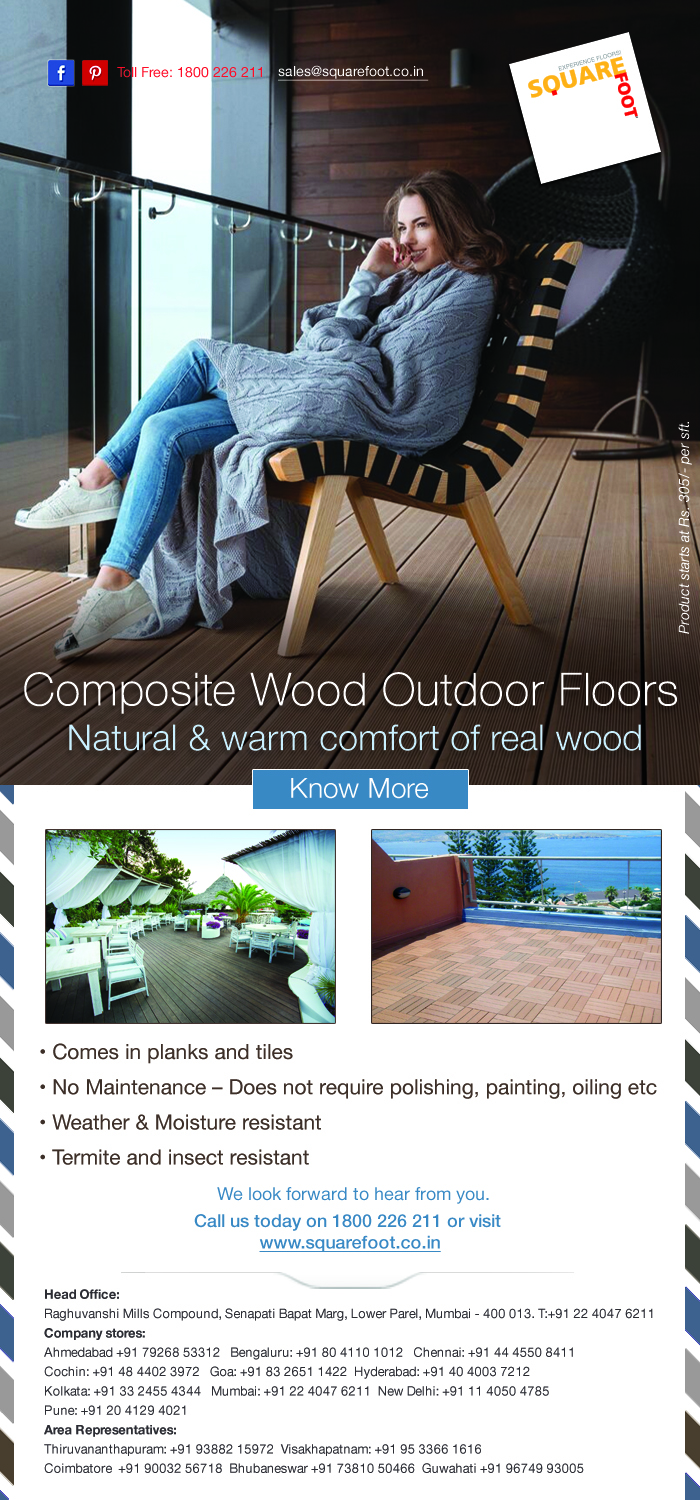 Toll Free: 1800 226 211 sales@squarefoot.co.in
EXPERIENCE FLOORS!
SQUARE
FOOT
Product starts at Rs. 305/- per sft.
Composite Wood Outdoor Floors
Natural & warm comfort of real wood
Know More
• Comes in planks and tiles
• No Maintenance – Does not require polishing, painting, oiling etc
• Weather & Moisture resistant
• Termite and insect resistant
We look forward to hear from you.
Call us today on 1800 226 211 or visit
www.squarefoot.co.in
Head Office:
Raghuvanshi Mills Compound, Senapati Bapat Marg, Lower Parel, Mumbai - 400 013. T:+91 22 4047 6211
Company stores:
Ahmedabad +91 79268 53312 Bengaluru: +91 80 4110 1012 Chennai: +91 44 4550 8411
Cochin: +91 48 4402 3972 Goa: +91 83 2651 1422 Hyderabad: +91 40 4003 7212
Kolkata: +91 33 2455 4344 Mumbai: +91 22 4047 6211 New Delhi: +91 11 4050 4785
Pune: +91 20 4129 4021
Area Representatives:
Thiruvananthapuram: +91 93882 15972 Visakhapatnam: +91 95 3366 1616
Coimbatore +91 90032 56718 Bhubaneswar +91 73810 50466 Guwahati +91 96749 93005